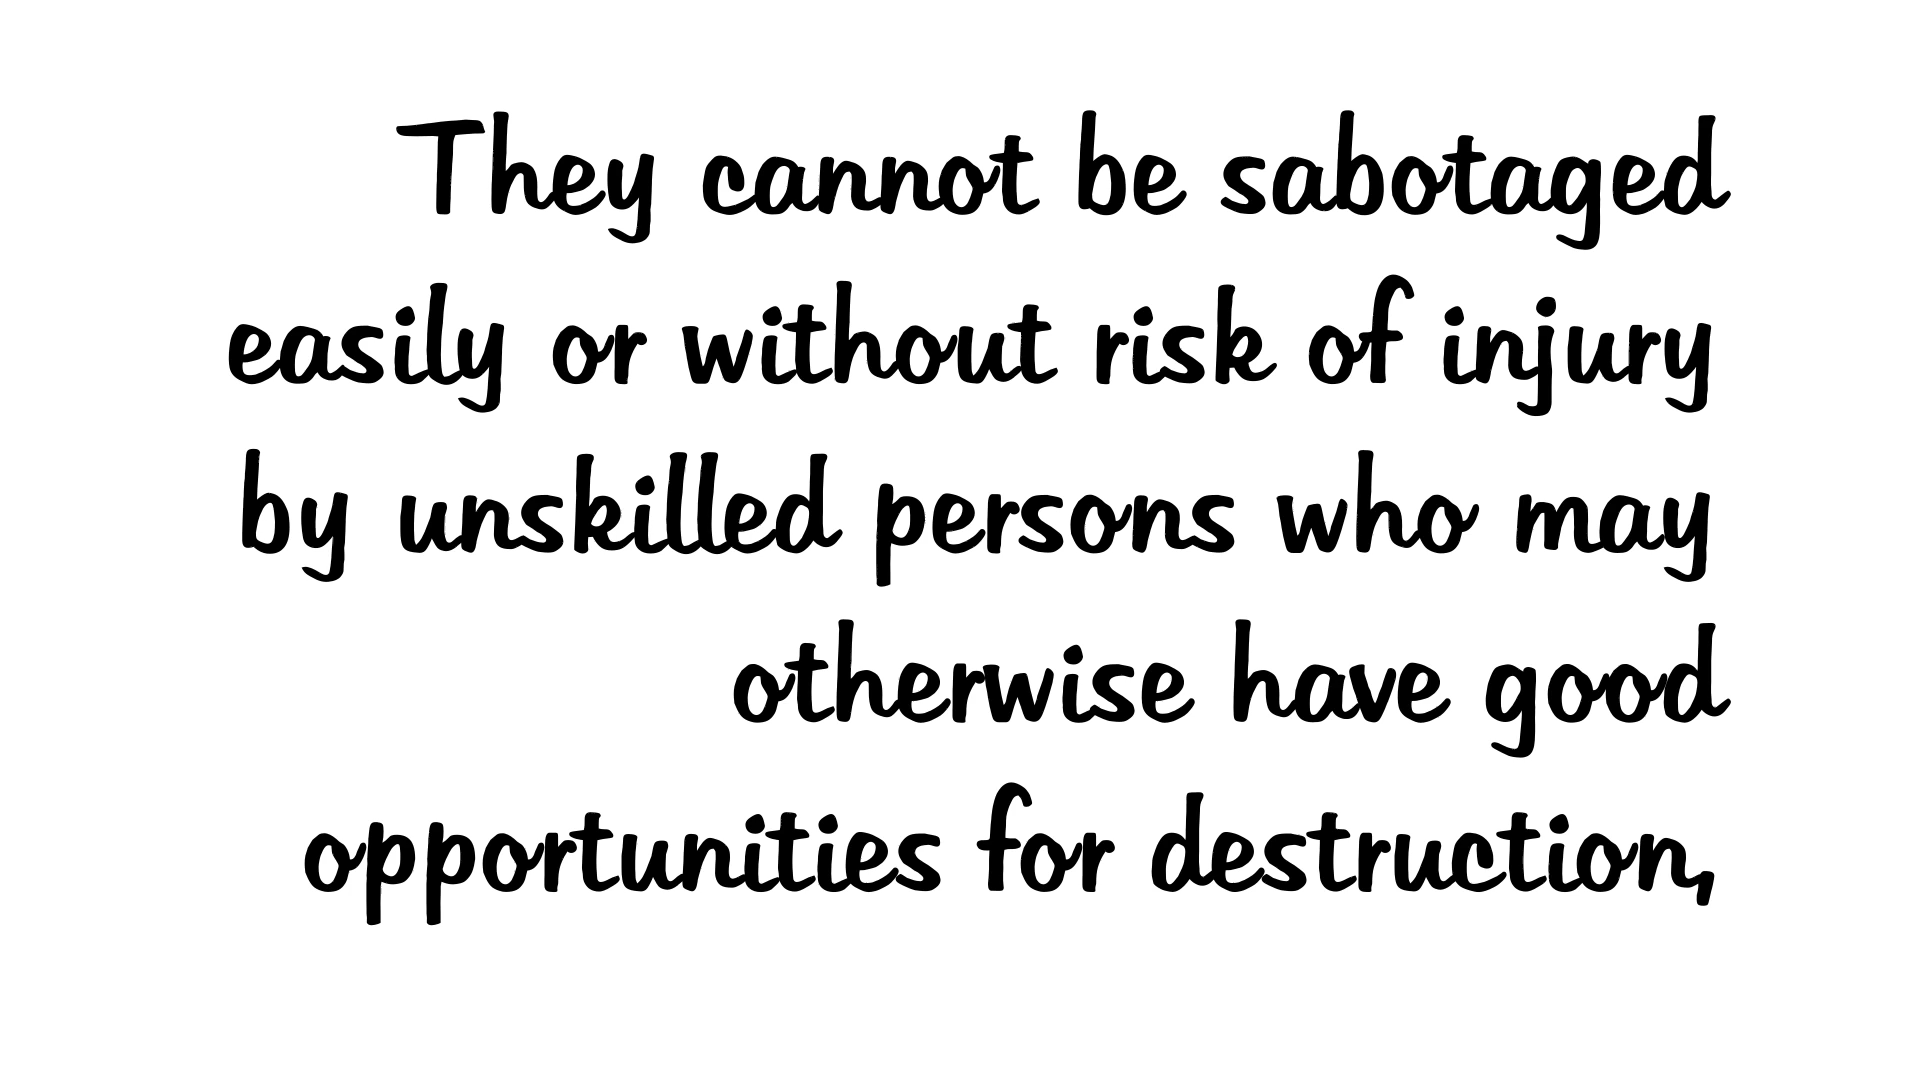 They cannot be sabotaged
easily or without risk of injury
by unskilled persons who may
otherwise have good
opportunities for destruction,